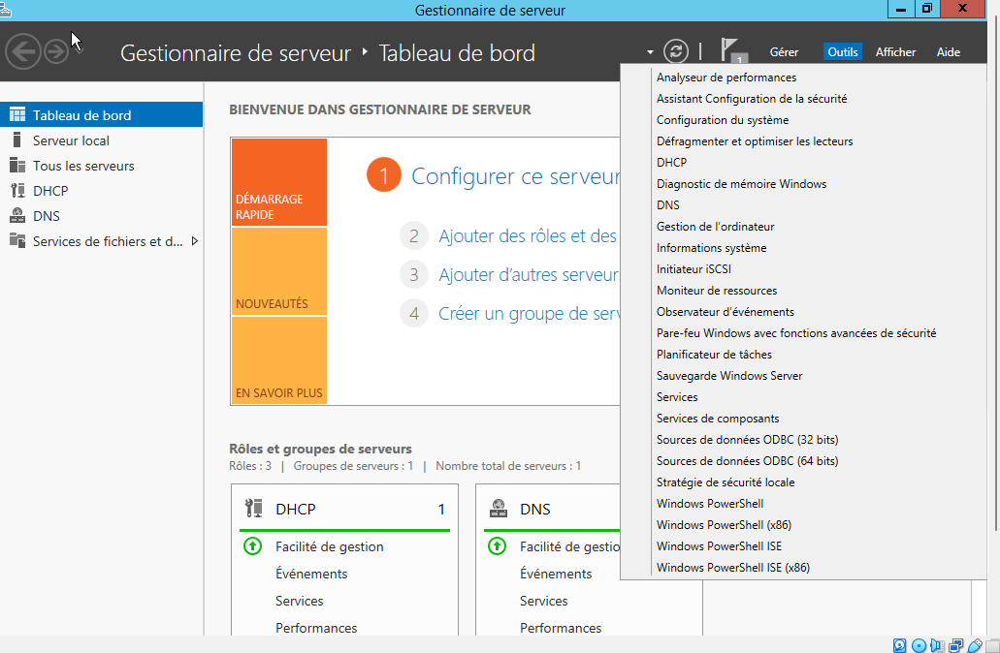 Gestionnaire de serveur
Gestionnaire de serveur ‣ Tableau de bord
1
Gérer
Outils
Afficher
Aide
Tableau de bord
Serveur local
Tous les serveurs
DHCP
DNS
Services de fichiers et d...
BIENVENUE DANS GESTIONNAIRE DE SERVEUR
DÉMARRAGE
RAPIDE
NOUVEAUTÉS
EN SAVOIR PLUS
1 Configurer ce serveur
2 Ajouter des rôles et des
3 Ajouter d'autres serveur
4 Créer un groupe de serv
Rôles et groupes de serveurs
Rôles : 3 | Groupes de serveurs : 1 | Nombre total de serveurs : 1
DHCP 1
Facilité de gestion
Événements
Services
Performances
DNS
Facilité de gestio
Événements
Services
Performances
Analyseur de performances
Assistant Configuration de la sécurité
Configuration du système
Défragmenter et optimiser les lecteurs
DHCP
Diagnostic de mémoire Windows
DNS
Gestion de l'ordinateur
Informations système
Initiateur iSCSI
Moniteur de ressources
Observateur d'événements
Pare-feu Windows avec fonctions avancées de sécurité
Planificateur de tâches
Sauvegarde Windows Server
Services
Services de composants
Sources de données ODBC (32 bits)
Sources de données ODBC (64 bits)
Stratégie de sécurité locale
Windows PowerShell
Windows PowerShell (x86)
Windows PowerShell ISE
Windows PowerShell ISE (x86)